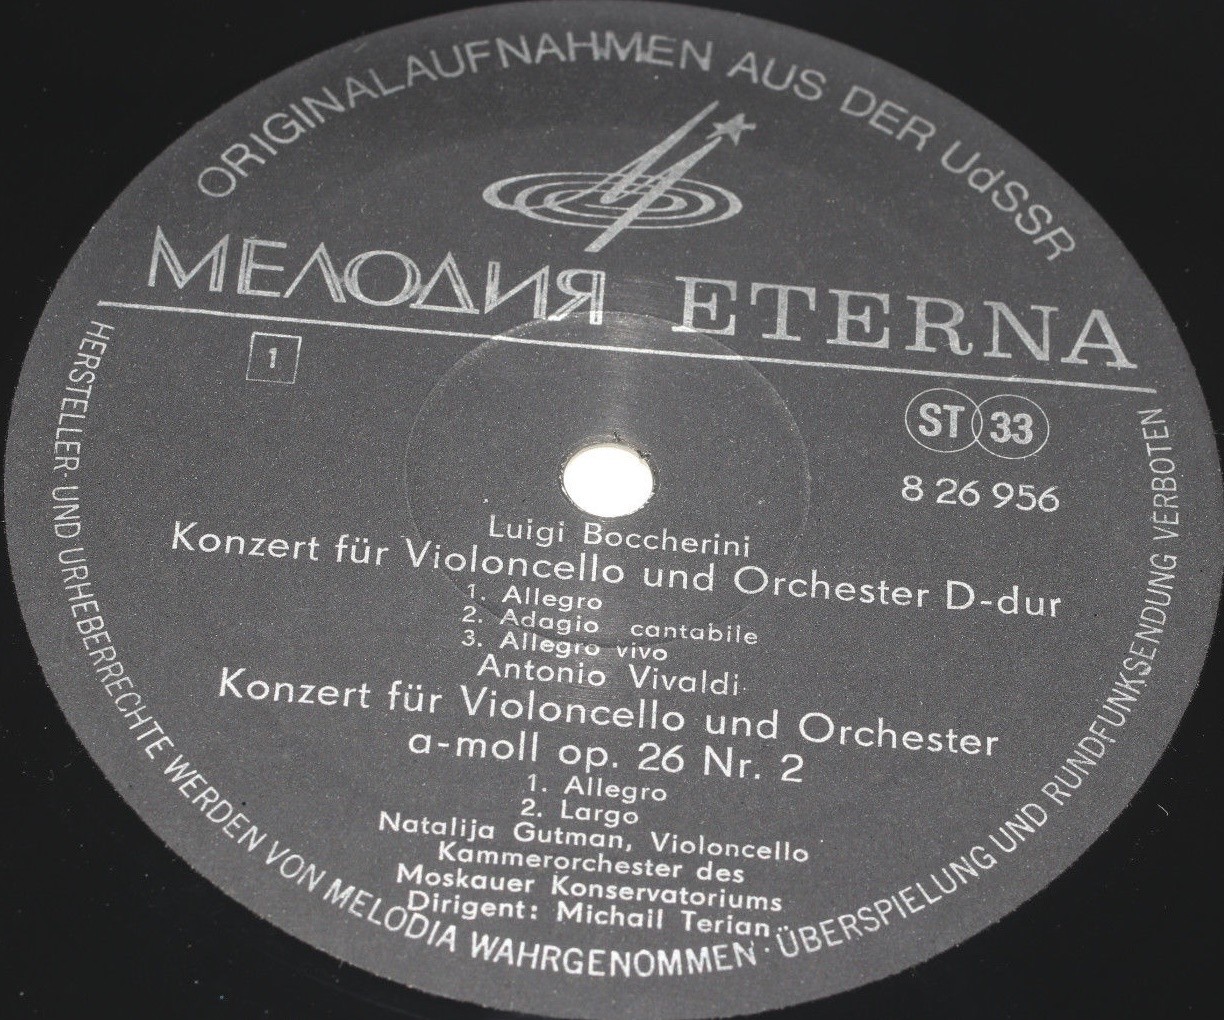 ORIGINALAUFNAHMEN AUS DER UdSSR
МЕЛОДИЯ ETERNA
1
ST 33
8 26 956
Luigi Boccherini
Konzert für Violoncello und Orchester D-dur
1. Allegro
2. Adagio cantabile
3. Allegro vivo
Antonio Vivaldi
Konzert für Violoncello und Orchester
a-moll op. 26 Nr. 2
1. Allegro
2. Largo
Natalija Gutman, Violoncello
Kammerorchester des
Moskauer Konservatoriums
Dirigent: Michail Terian
HERSTELLER- UND URHEBERRECHTE WERDEN VON MELODIA WAHRGENOMMEN · ÜBERSPIELUNG UND RUNDFUNKSENDUNG VERBOTEN